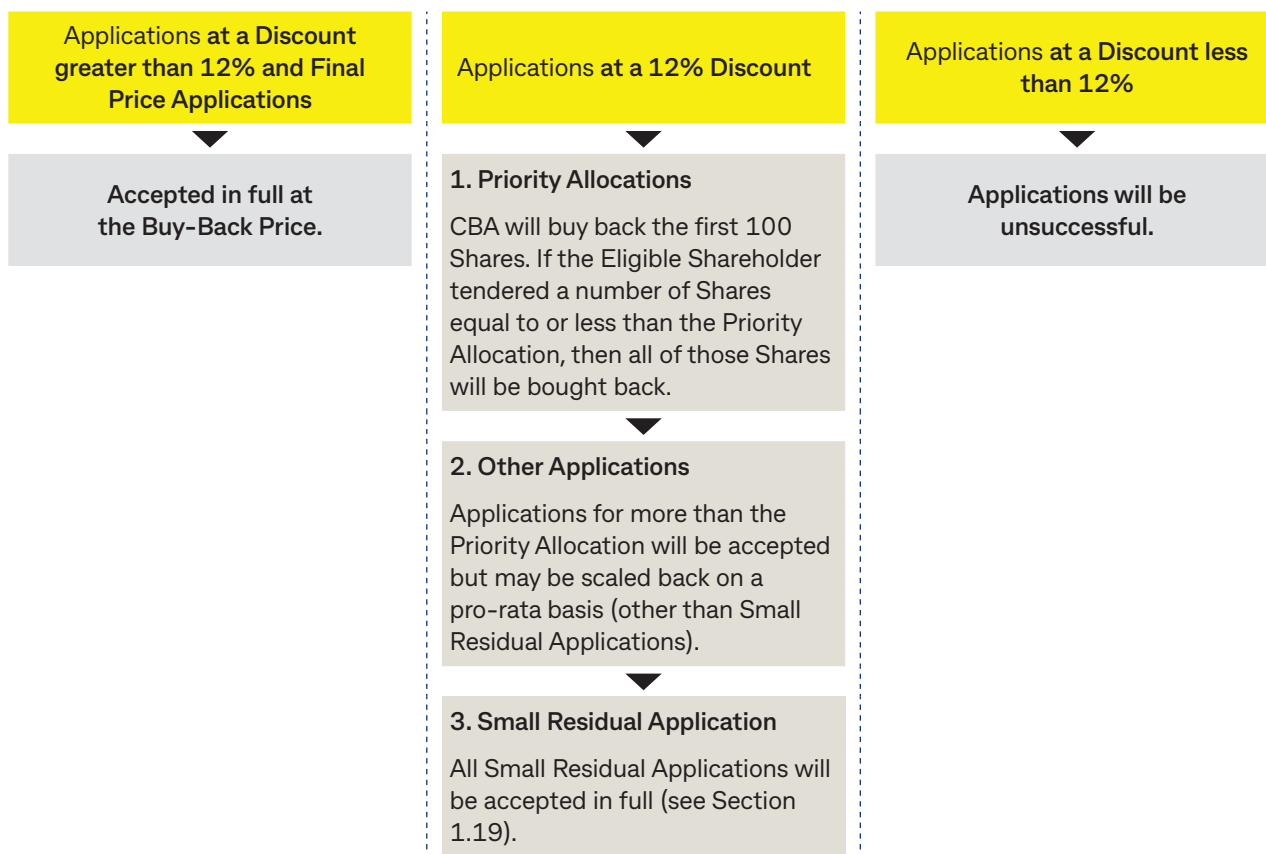 Applications at a Discount
greater than 12% and Final
Price Applications
Accepted in full at
the Buy-Back Price.
Applications at a 12% Discount
1. Priority Allocations
CBA will buy back the first 100
Shares. If the Eligible Shareholder
tendered a number of Shares
equal to or less than the Priority
Allocation, then all of those Shares
will be bought back.
2. Other Applications
Applications for more than the
Priority Allocation will be accepted
but may be scaled back on a
pro-rata basis (other than Small
Residual Applications).
3. Small Residual Application
All Small Residual Applications will
be accepted in full (see Section
1.19).
Applications at a Discount less
than 12%
Applications will be
unsuccessful.